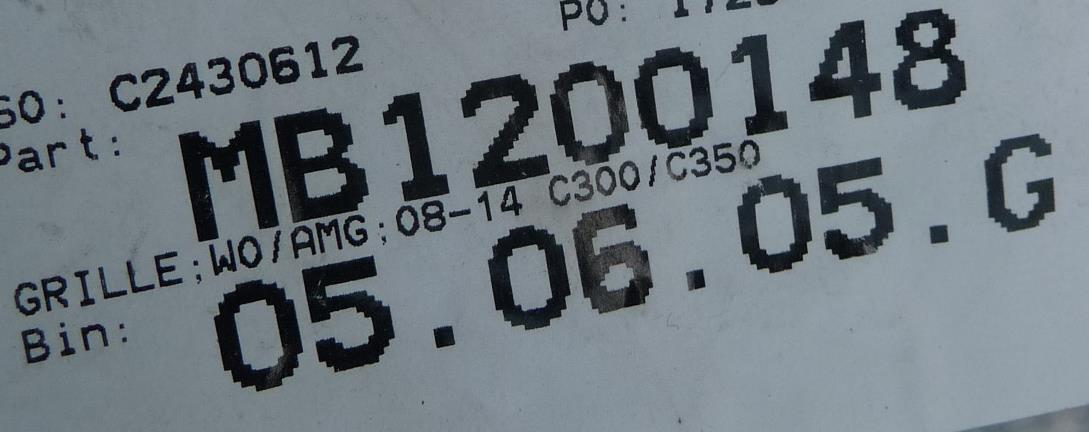 PO:
SO: C2430612
Part: MB1200148
GRILLE;WO/AMG;08-14 C300/C350
Bin: 05.06.05.G